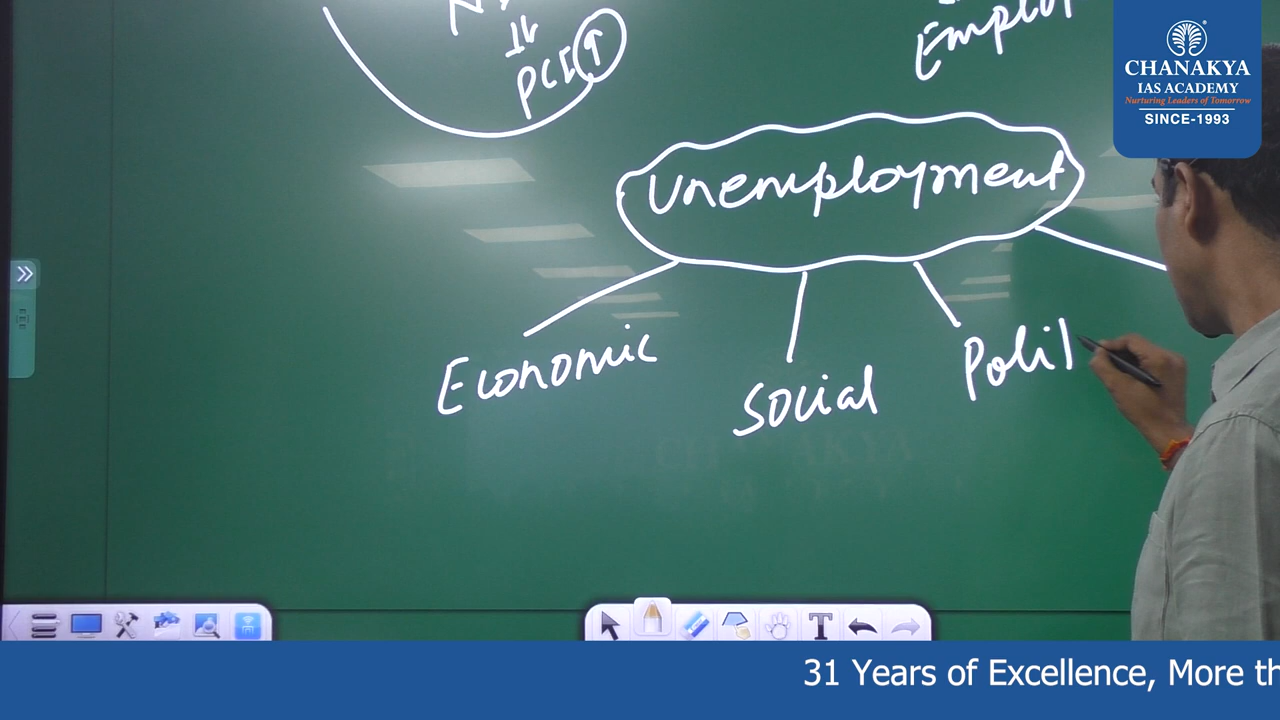 PCI↑
Emplo
CHANAKYA
IAS ACADEMY
Nurturing Leaders of Tomorrow
SINCE-1993
Unemployment
Economic
Social
Polit
T
31 Years of Excellence, More th